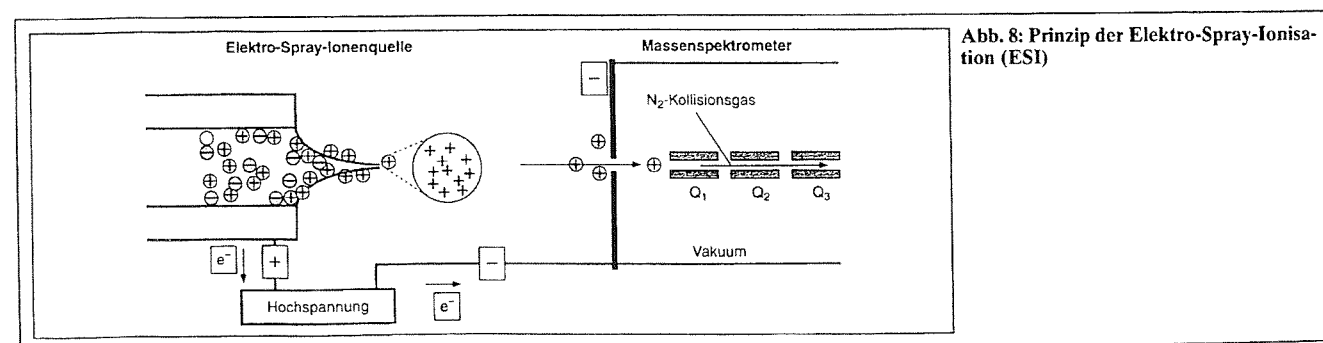 Elektro-Spray-Ionenquelle
Massenspektrometer
Abb. 8: Prinzip der Elektro-Spray-Ionisa-
tion (ESI)
−
N₂-Kollisionsgas
Q₁ Q₂ Q₃
Vakuum
e⁻
+
−
Hochspannung
e⁻